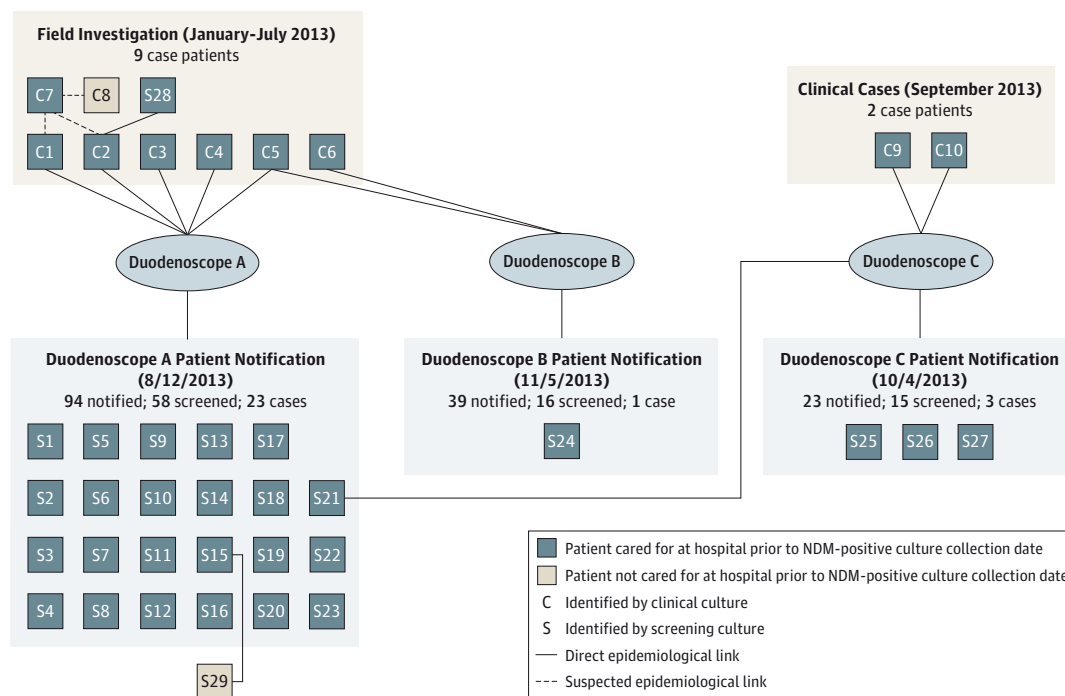 Field Investigation (January-July 2013)
9 case patients
C7
C8
S28
C1
C2
C3
C4
C5
C6
Clinical Cases (September 2013)
2 case patients
C9
C10
Duodenoscope A
Duodenoscope B
Duodenoscope C
Duodenoscope A Patient Notification
(8/12/2013)
94 notified; 58 screened; 23 cases
S1
S5
S9
S13
S17
S2
S6
S10
S14
S18
S21
S3
S7
S11
S15
S19
S22
S4
S8
S12
S16
S20
S23
S29
Duodenoscope B Patient Notification
(11/5/2013)
39 notified; 16 screened; 1 case
S24
Duodenoscope C Patient Notification
(10/4/2013)
23 notified; 15 screened; 3 cases
S25
S26
S27
Patient cared for at hospital prior to NDM-positive culture collection date
Patient not cared for at hospital prior to NDM-positive culture collection date
C Identified by clinical culture
S Identified by screening culture
Direct epidemiological link
Suspected epidemiological link